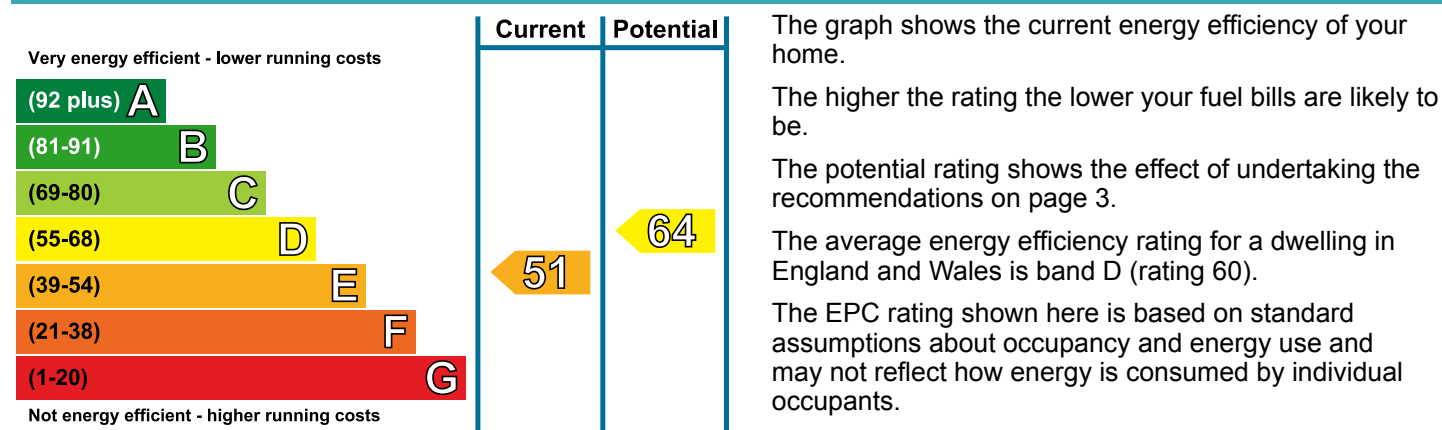 Current Potential
Very energy efficient - lower running costs
(92 plus) A
(81-91) B
(69-80) C
(55-68) D
(39-54) E
(21-38) F
(1-20) G
Not energy efficient - higher running costs
51
64
The graph shows the current energy efficiency of your
home.
The higher the rating the lower your fuel bills are likely to
be.
The potential rating shows the effect of undertaking the
recommendations on page 3.
The average energy efficiency rating for a dwelling in
England and Wales is band D (rating 60).
The EPC rating shown here is based on standard
assumptions about occupancy and energy use and
may not reflect how energy is consumed by individual
occupants.